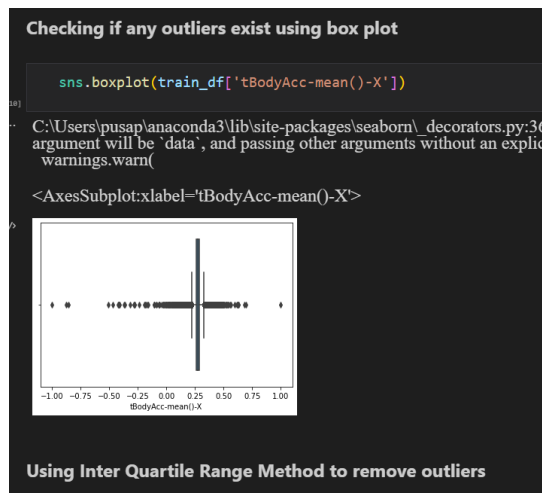 Checking if any outliers exist using box plot
sns.boxplot(train_df['tBodyAcc-mean()-X'])
10]
..
C:\Users\pusap\anaconda3\lib\site-packages\seaborn\_decorators.py:36
argument will be `data`, and passing other arguments without an explic
warnings.warn(
<AxesSubplot:xlabel='tBodyAcc-mean()-X'>
/>
−1.00 −0.75 −0.50 −0.25 0.00 0.25 0.50 0.75 1.00
tBodyAcc-mean()-X
Using Inter Quartile Range Method to remove outliers